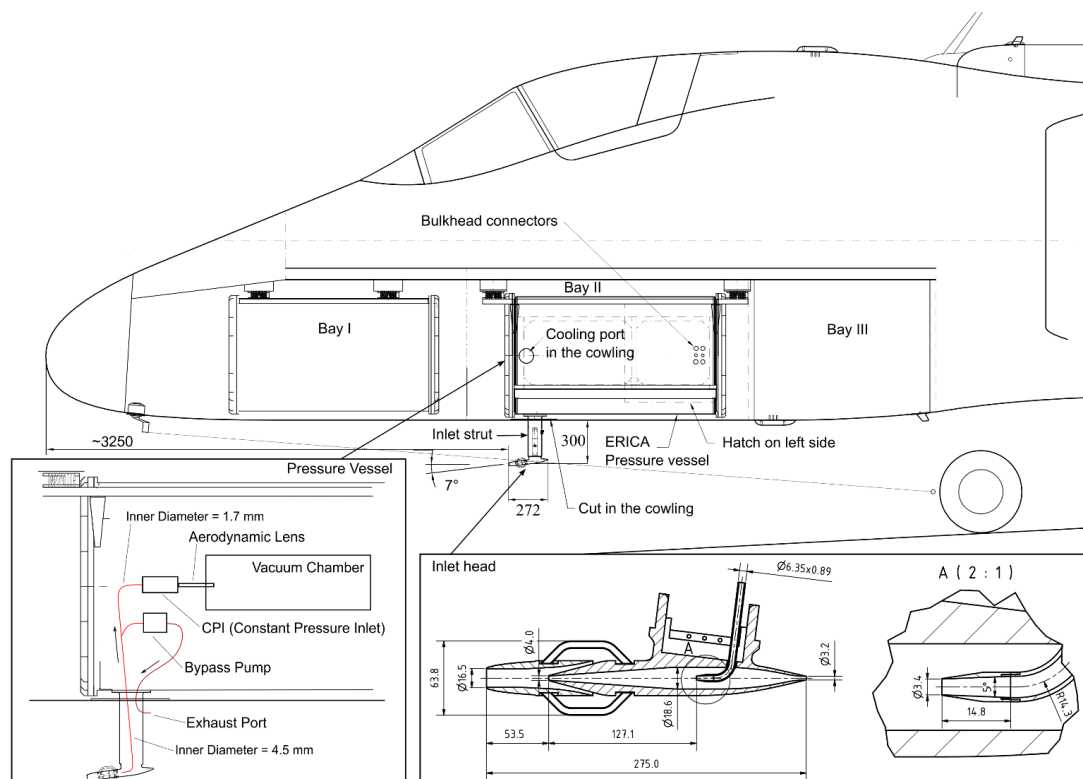 Bulkhead connectors
Bay II
Bay I
Bay III
Cooling port
in the cowling
Inlet strut
300
ERICA
Pressure vessel
Hatch on left side
~3250
7°
272
Cut in the cowling
Pressure Vessel
Inner Diameter = 1.7 mm
Aerodynamic Lens
Vacuum Chamber
CPI (Constant Pressure Inlet)
Bypass Pump
Exhaust Port
Inner Diameter = 4.5 mm
Inlet head
Ø6.35x0.89
A
63.8
Ø16.5
Ø4.0
Ø18.6
Ø3.2
53.5
127.1
275.0
A ( 2 : 1 )
Ø3.4
5°
14.8
R14.3